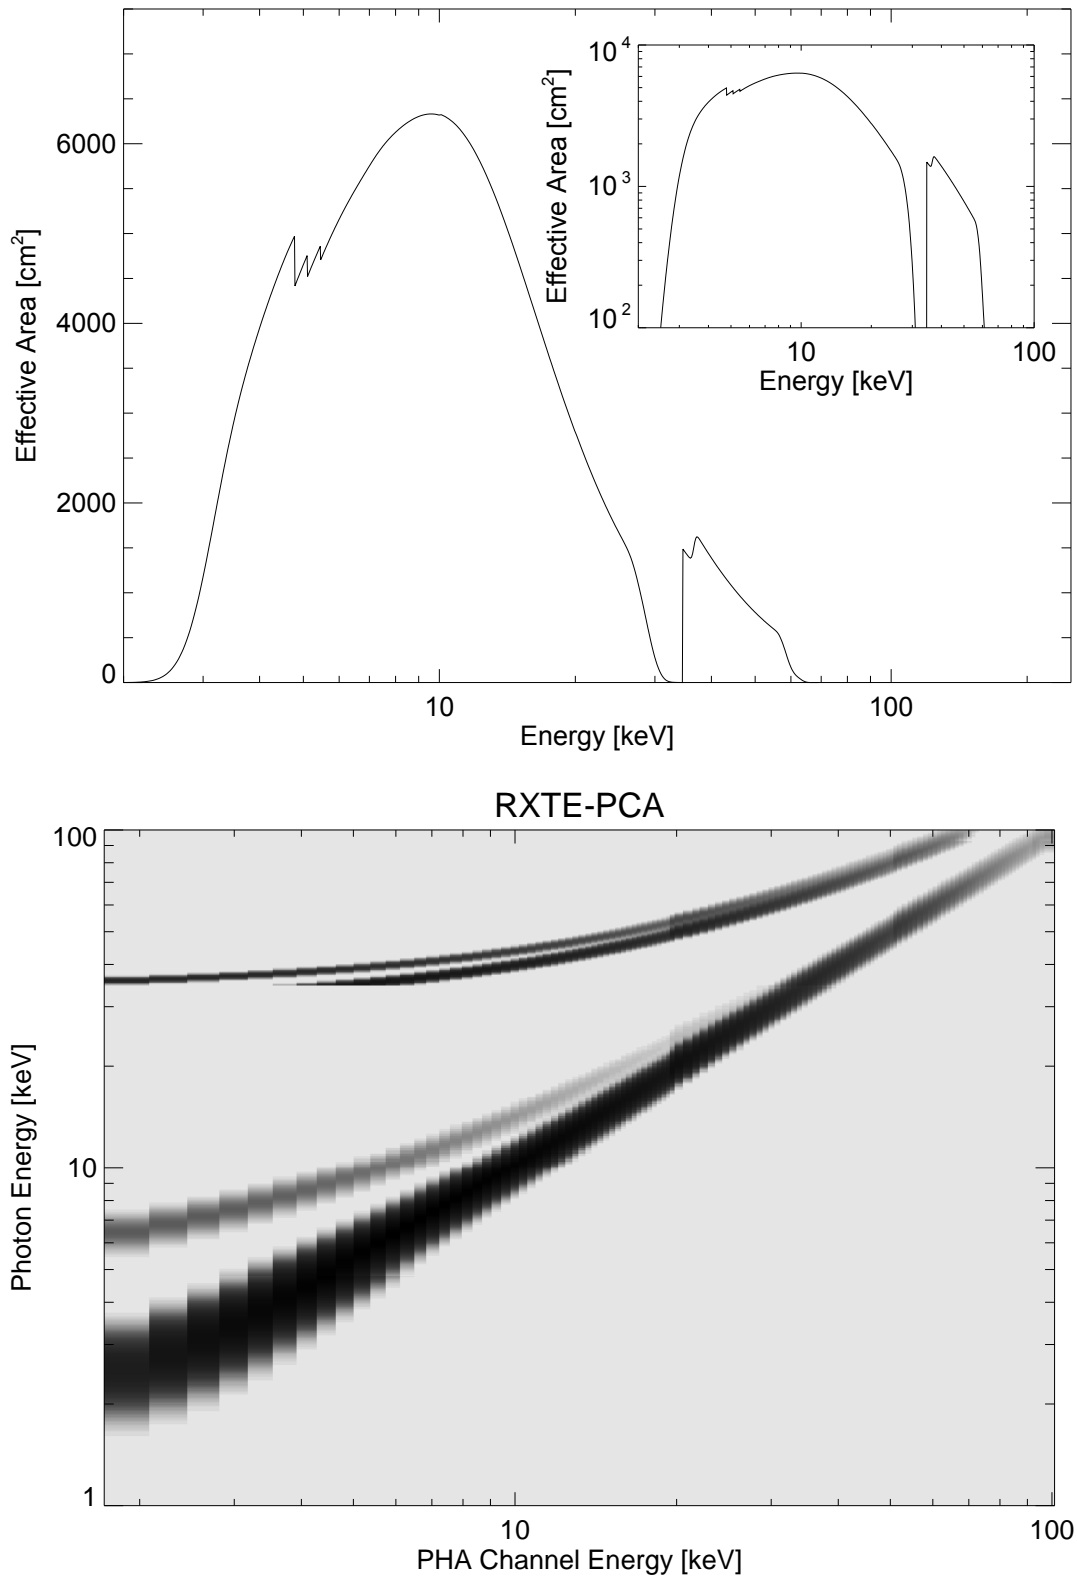 Effective Area [cm²]
6000
4000
2000
0
10
100
Energy [keV]
Effective Area [cm²]
10⁴
10³
10²
10
100
Energy [keV]
RXTE-PCA
Photon Energy [keV]
100
10
1
10
100
PHA Channel Energy [keV]